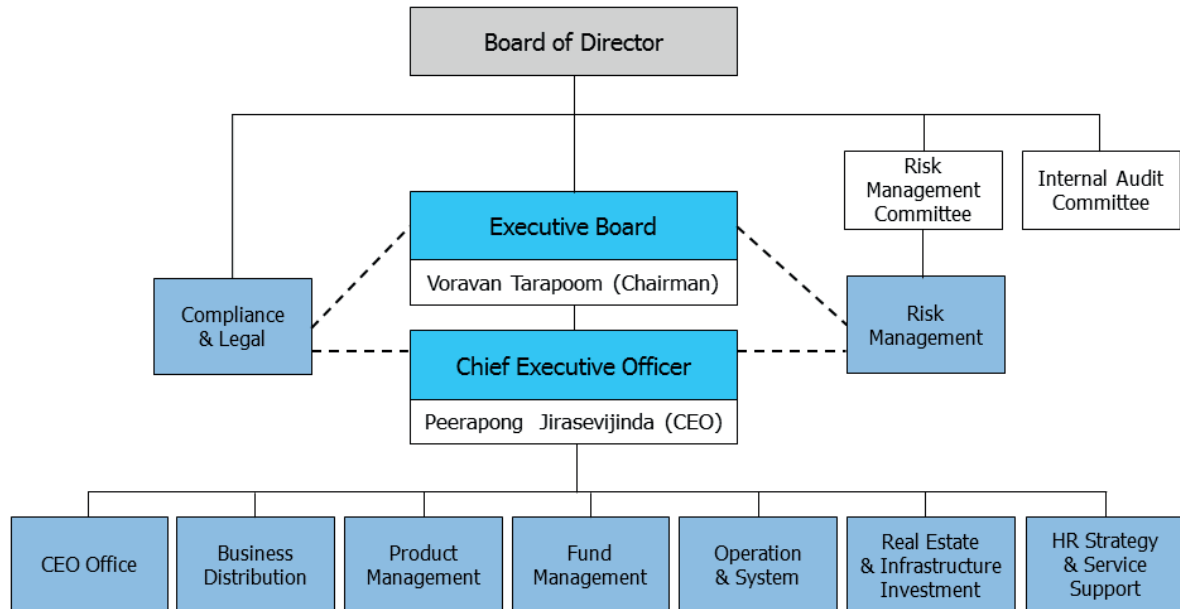 Board of Director
Risk
Management
Committee
Internal Audit
Committee
Executive Board
Voravan Tarapoom (Chairman)
Compliance
& Legal
Risk
Management
Chief Executive Officer
Peerapong Jirasevijinda (CEO)
CEO Office
Business
Distribution
Product
Management
Fund
Management
Operation
& System
Real Estate
& Infrastructure
Investment
HR Strategy
& Service
Support